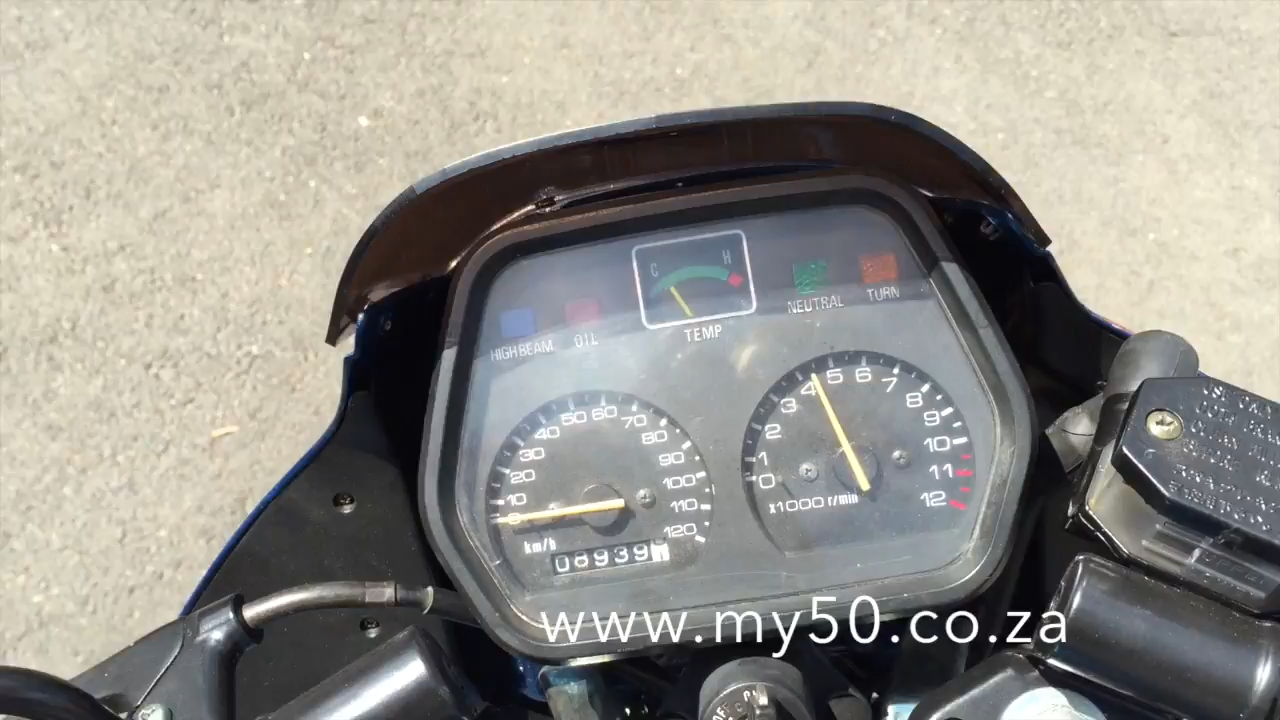 C H
TEMP
NEUTRAL
TURN
HIGH BEAM
OIL
0 10 20 30 40 50 60 70 80 90 100 110 120
km/h
08939
0 1 2 3 4 5 6 7 8 9 10 11 12
x1000 r/min
www.my50.co.za